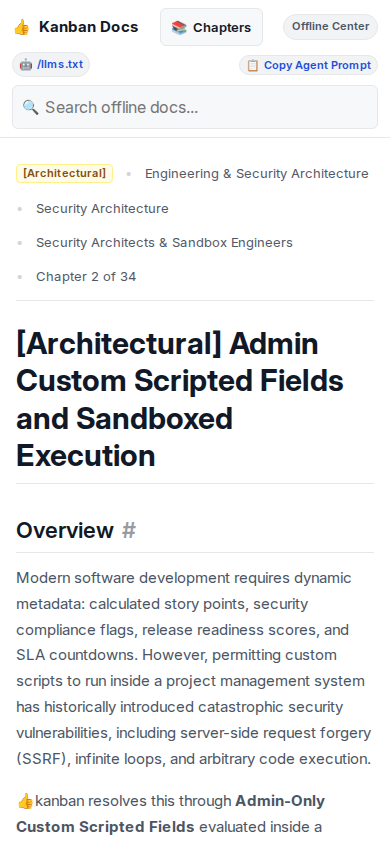 👍 Kanban Docs
📚 Chapters
Offline Center
🤖 /llms.txt
📋 Copy Agent Prompt
🔍 Search offline docs...
[Architectural] • Engineering & Security Architecture
• Security Architecture
• Security Architects & Sandbox Engineers
• Chapter 2 of 34
[Architectural] Admin
Custom Scripted Fields
and Sandboxed
Execution
Overview #
Modern software development requires dynamic
metadata: calculated story points, security
compliance flags, release readiness scores, and
SLA countdowns. However, permitting custom
scripts to run inside a project management system
has historically introduced catastrophic security
vulnerabilities, including server-side request forgery
(SSRF), infinite loops, and arbitrary code execution.
👍kanban resolves this through Admin-Only
Custom Scripted Fields evaluated inside a